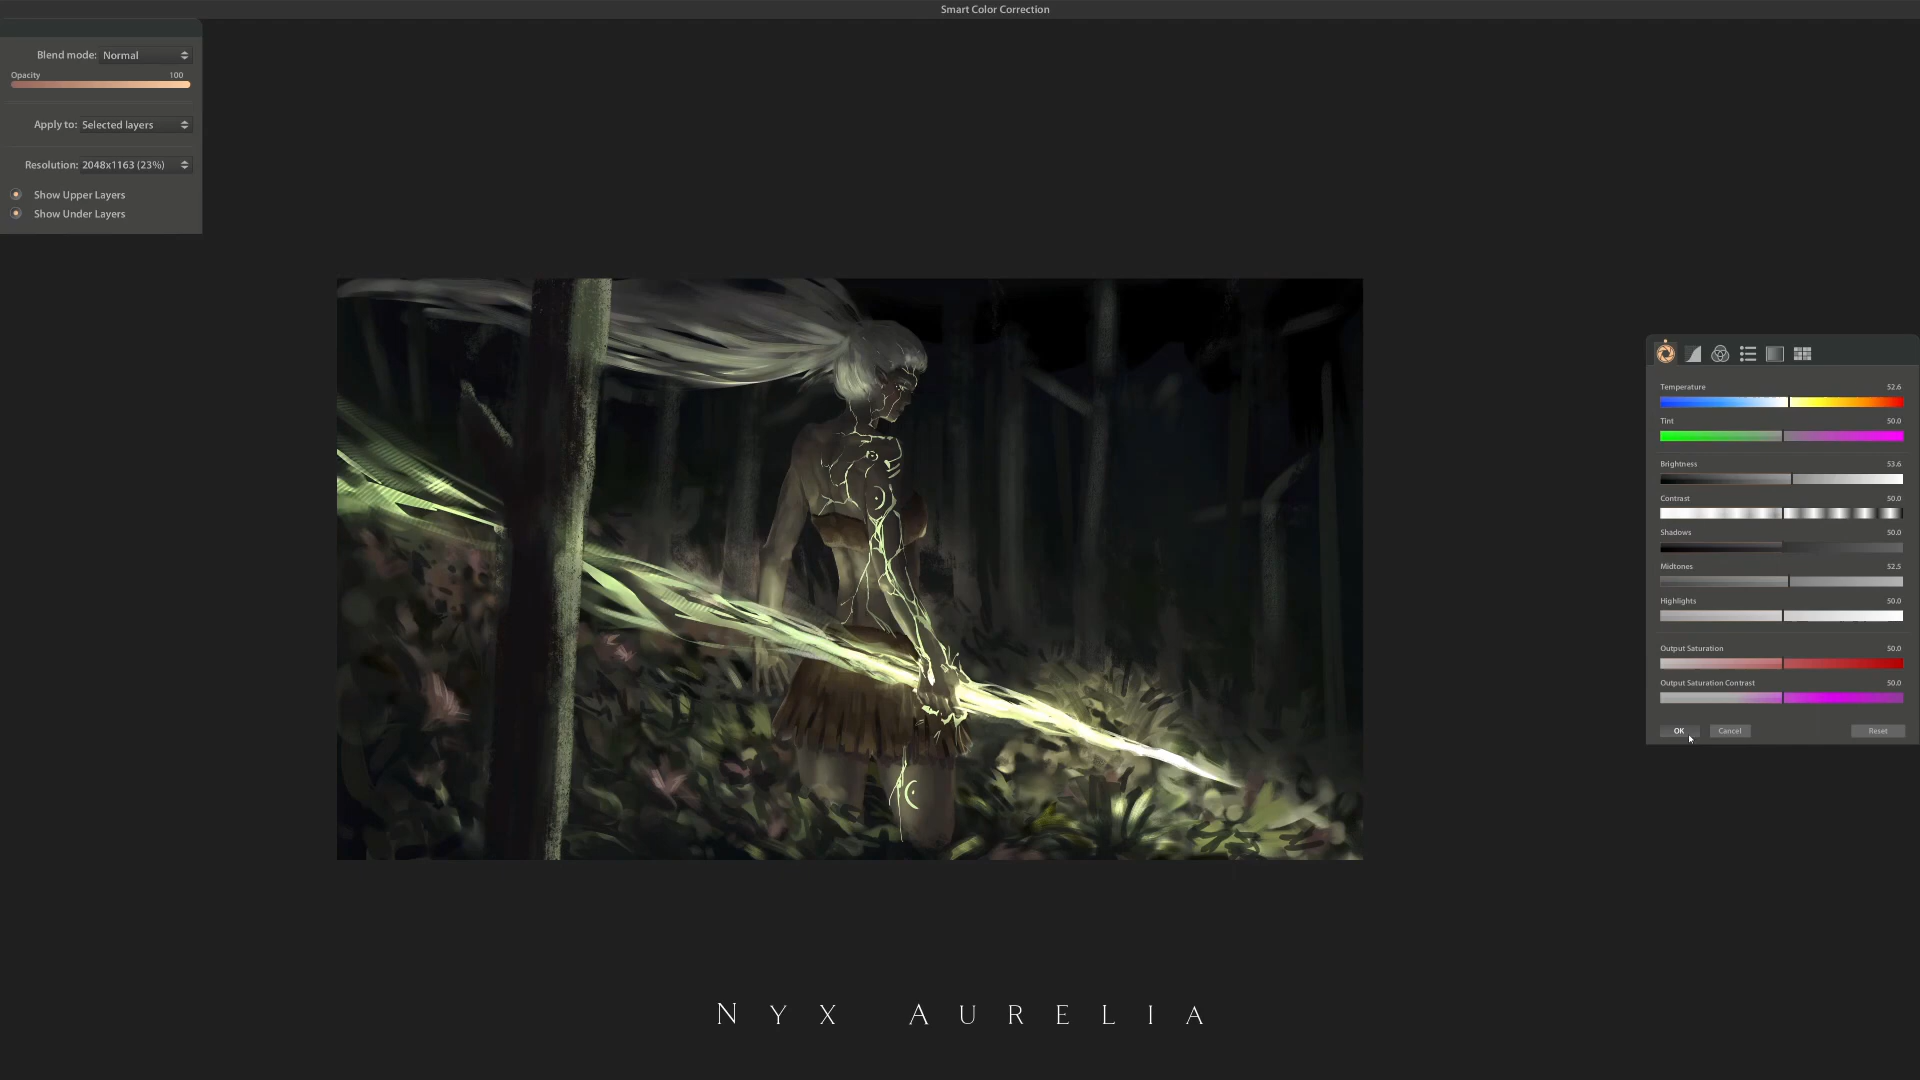 Smart Color Correction
Blend mode: Normal
Opacity 100
Apply to: Selected layers
Resolution: 2048x1163 (23%)
Show Upper Layers
Show Under Layers
Temperature 52.6
Tint 50.0
Brightness 53.6
Contrast 50.0
Shadows 50.0
Midtones 52.5
Highlights 50.0
Output Saturation 50.0
Output Saturation Contrast 50.0
OK Cancel Reset
NYX AURELIA